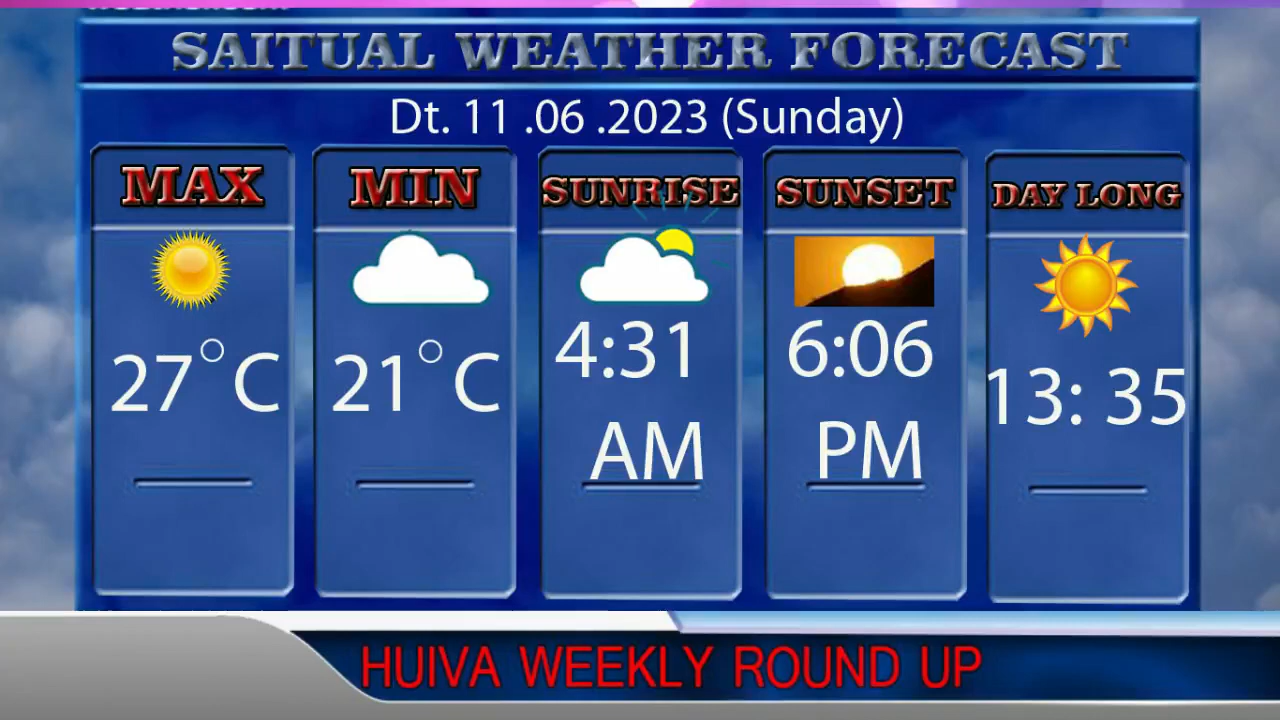 SAITUAL WEATHER FORECAST
Dt. 11 .06 .2023 (Sunday)
MAX
27°C
MIN
21°C
SUNRISE
4:31
AM
SUNSET
6:06
PM
DAY LONG
13: 35
HUIVA WEEKLY ROUND UP